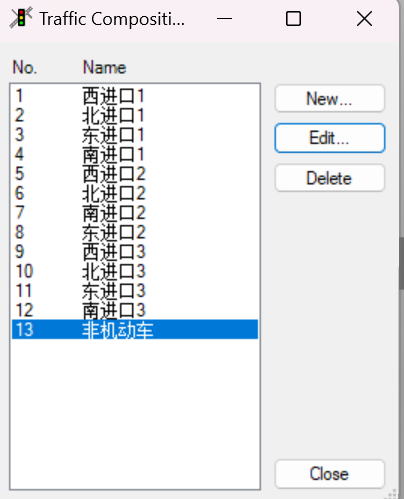 Traffic Compositi...
No. Name
1 西进口1
2 北进口1
3 东进口1
4 南进口1
5 西进口2
6 北进口2
7 南进口2
8 东进口2
9 西进口3
10 北进口3
11 东进口3
12 南进口3
13 非机动车
New...
Edit...
Delete
Close